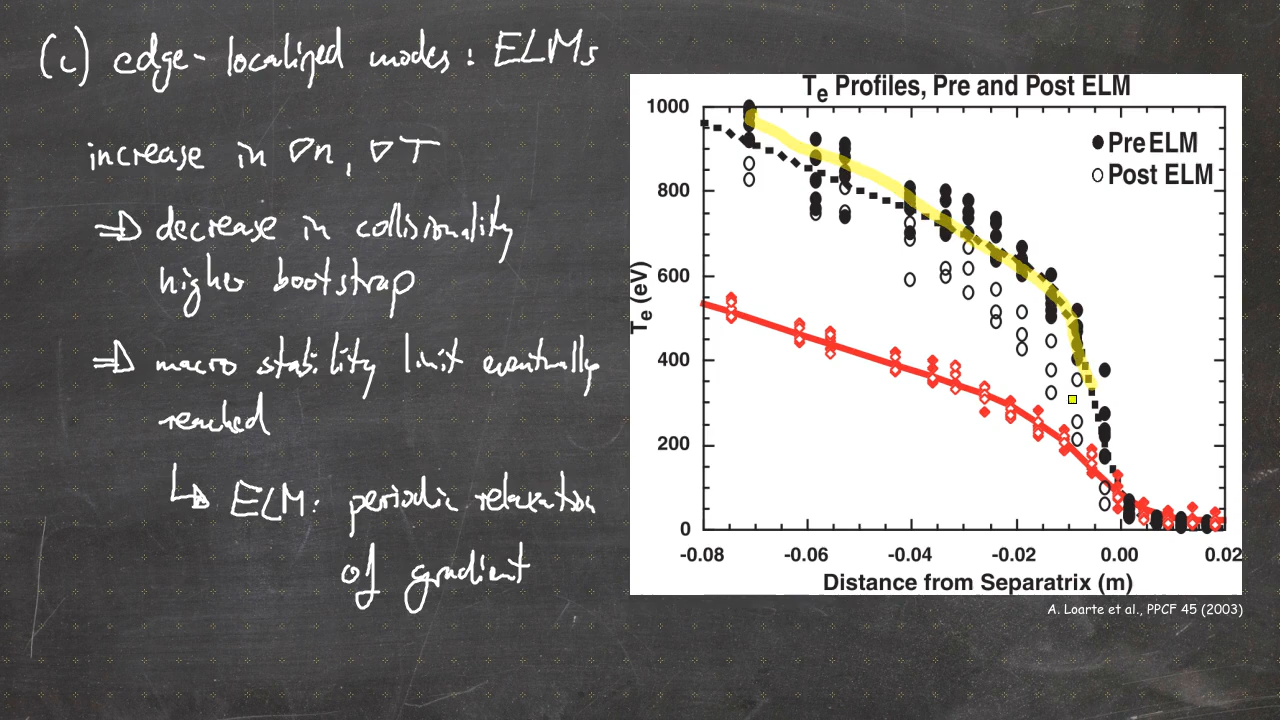 (c) edge-localized modes: ELMs
increase in ∇n, ∇T
⇒ decrease in collisionality
higher bootstrap
⇒ macro stability limit eventually
reached
↳ ELM: periodic relaxation
of gradient
Te Profiles, Pre and Post ELM
Pre ELM
Post ELM
Te (eV)
1000
800
600
400
200
0
-0.08 -0.06 -0.04 -0.02 0.00 0.02
Distance from Separatrix (m)
A. Loarte et al., PPCF 45 (2003)